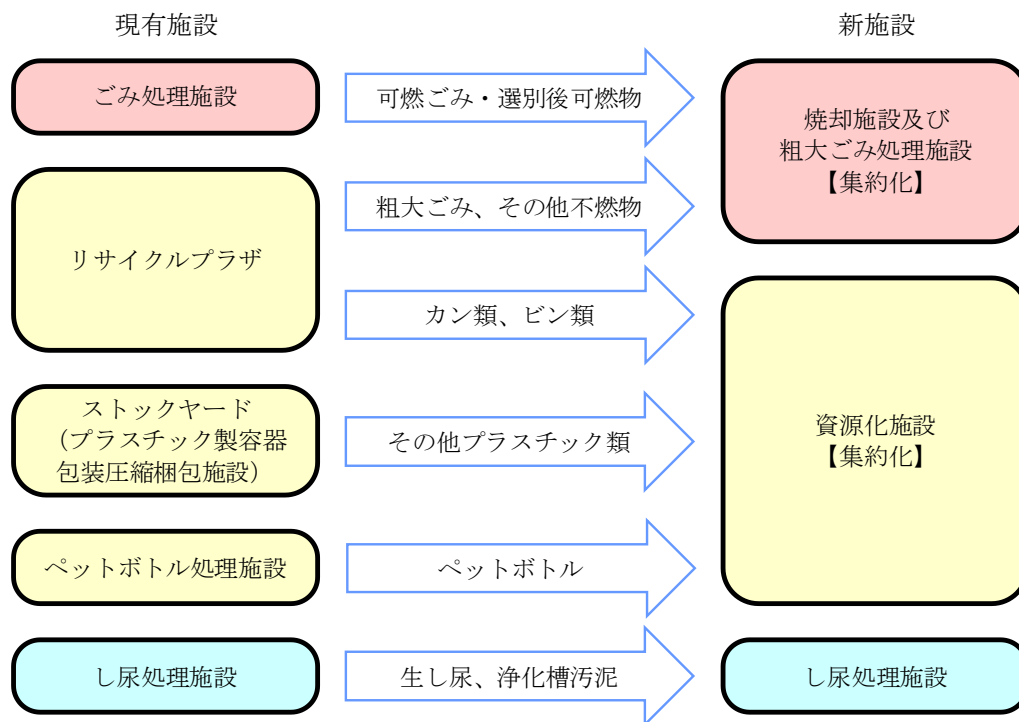 現有施設
新施設
ごみ処理施設
可燃ごみ・選別後可燃物
焼却施設及び
粗大ごみ処理施設
【集約化】
リサイクルプラザ
粗大ごみ、その他不燃物
カン類、ビン類
ストックヤード
（プラスチック製容器
包装圧縮梱包施設）
その他プラスチック類
資源化施設
【集約化】
ペットボトル処理施設
ペットボトル
し尿処理施設
生し尿、浄化槽汚泥
し尿処理施設